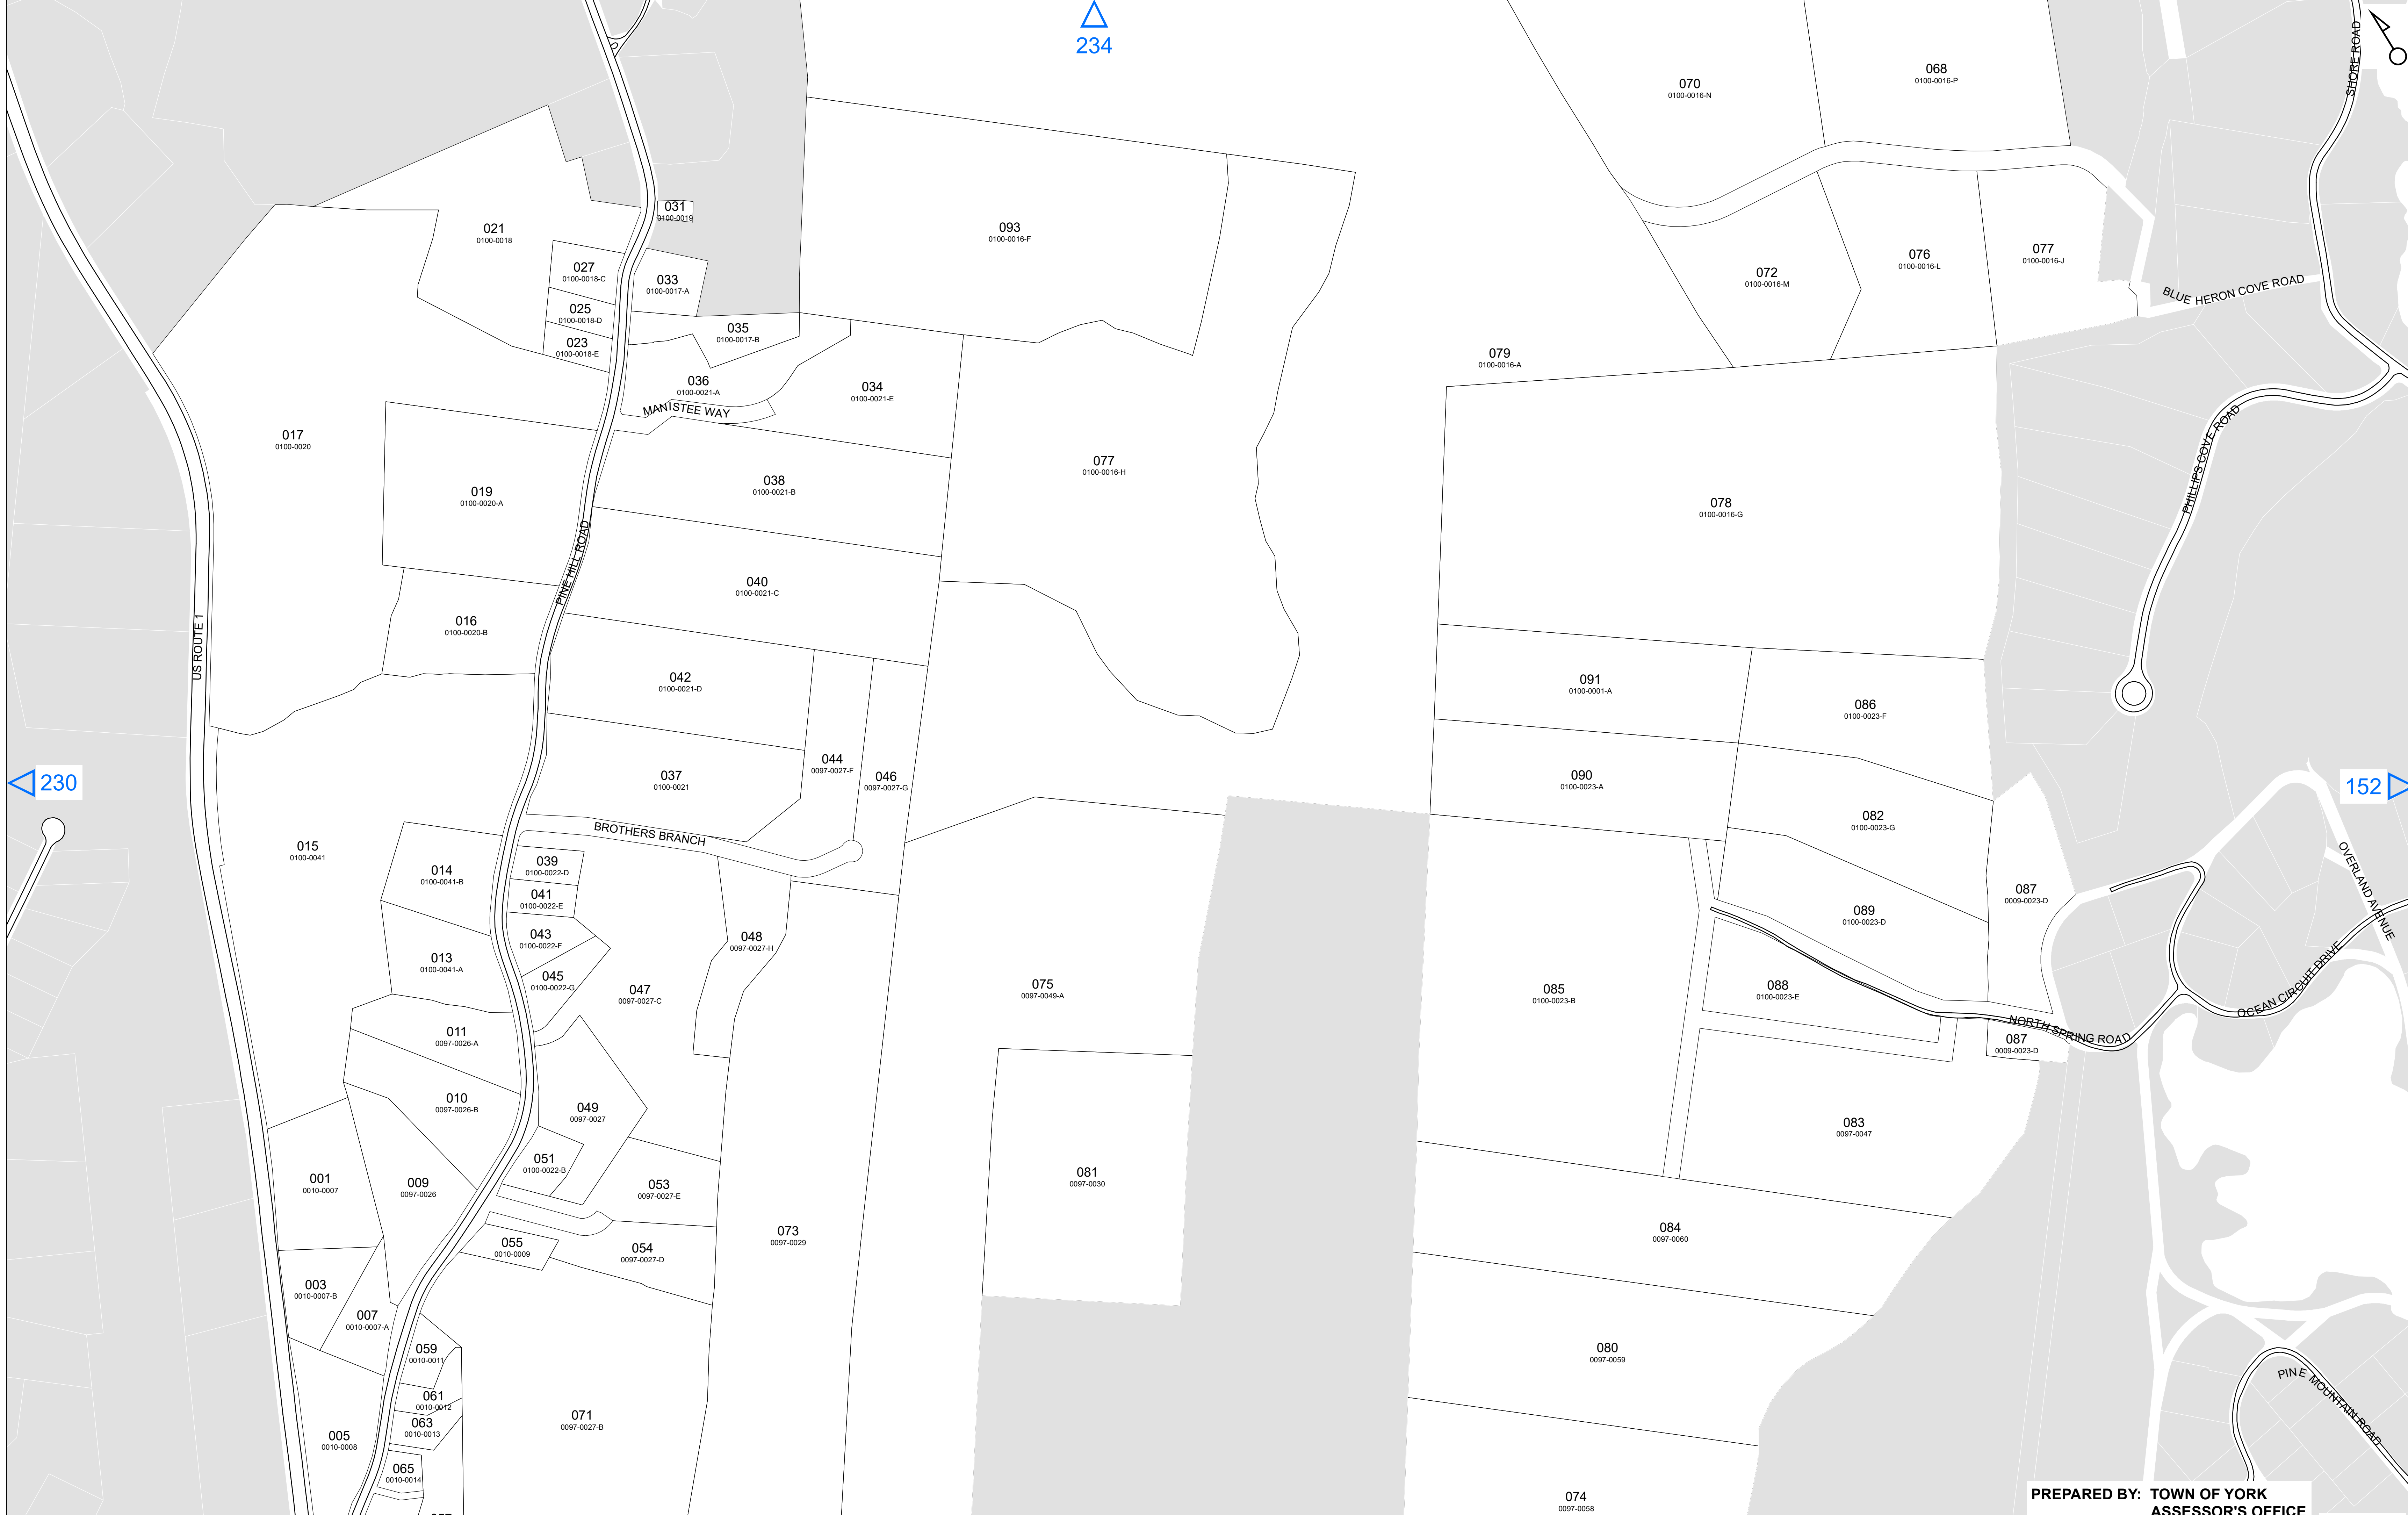 234
068
0100-0016-P
070
0100-0016-N
SHORE ROAD
031
0100-0019
021
0100-0018
093
0100-0016-F
027
0100-0018-C
033
0100-0017-A
076
0100-0016-L
077
0100-0016-J
072
0100-0016-M
BLUE HERON COVE ROAD
025
0100-0018-D
035
0100-0017-B
023
0100-0018-E
079
0100-0016-A
036
0100-0021-A
034
0100-0021-E
MANISTEE WAY
017
0100-0020
077
0100-0016-H
PHILLIPS COVE ROAD
038
0100-0021-B
019
0100-0020-A
078
0100-0016-G
PINE HILL ROAD
040
0100-0021-C
016
0100-0020-B
US ROUTE 1
042
0100-0021-D
091
0100-0001-A
086
0100-0023-F
044
0097-0027-F
037
0100-0021
046
0097-0027-G
090
0100-0023-A
230
152
082
0100-0023-G
BROTHERS BRANCH
015
0100-0041
OVERLAND AVENUE
039
0100-0022-D
014
0100-0041-B
041
0100-0022-E
087
0009-0023-D
089
0100-0023-D
043
0100-0022-F
048
0097-0027-H
013
0100-0041-A
045
0100-0022-G
047
0097-0027-C
075
0097-0049-A
085
0100-0023-B
088
0100-0023-E
OCEAN CIRCUIT DRIVE
NORTH SPRING ROAD
011
0097-0026-A
087
0009-0023-D
010
0097-0026-B
049
0097-0027
083
0097-0047
051
0100-0022-B
001
0010-0007
009
0097-0026
053
0097-0027-E
081
0097-0030
073
0097-0029
084
0097-0060
055
0010-0009
054
0097-0027-D
003
0010-0007-B
007
0010-0007-A
059
0010-0011
080
0097-0059
PINE MOUNTAIN ROAD
061
0010-0012
063
0010-0013
071
0097-0027-B
005
0010-0008
065
0010-0014
074
0097-0058
PREPARED BY: TOWN OF YORK
ASSESSOR'S OFFICE